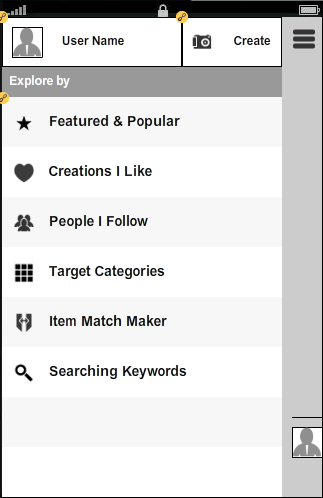 User Name
Create
Explore by
Featured & Popular
Creations I Like
People I Follow
Target Categories
Item Match Maker
Searching Keywords